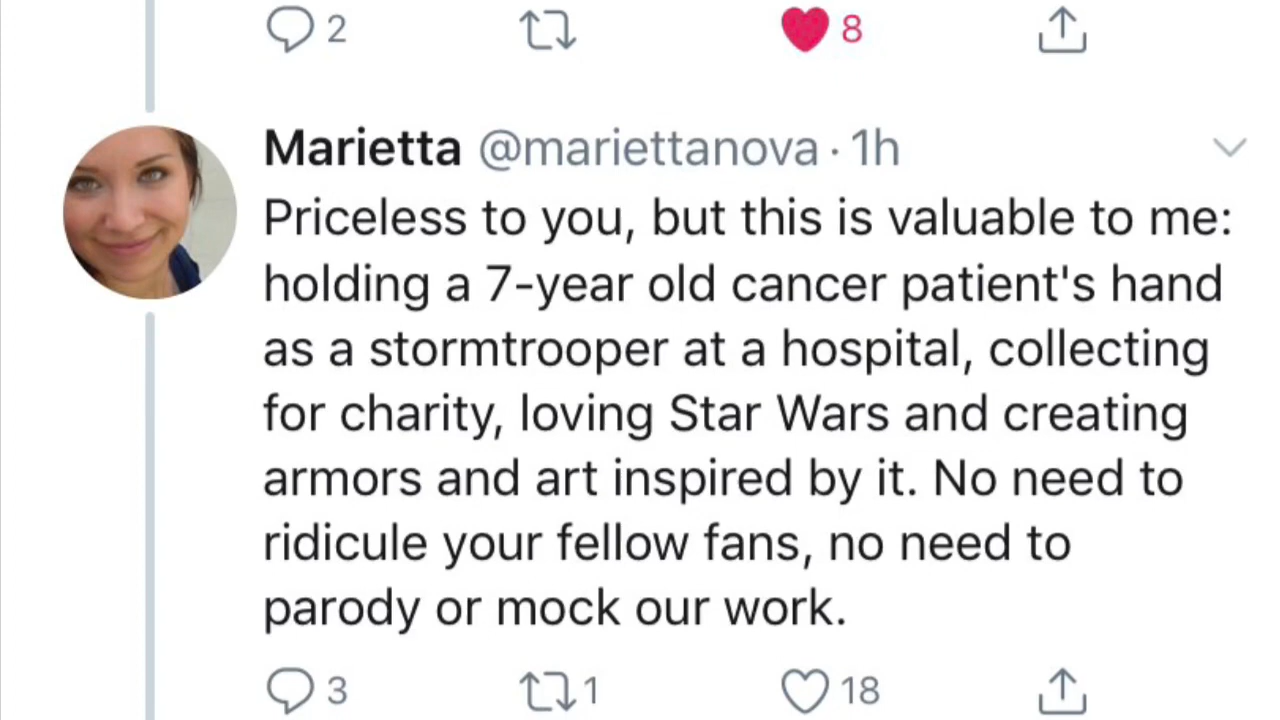 2 8
Marietta @mariettanova · 1h
Priceless to you, but this is valuable to me:
holding a 7-year old cancer patient's hand
as a stormtrooper at a hospital, collecting
for charity, loving Star Wars and creating
armors and art inspired by it. No need to
ridicule your fellow fans, no need to
parody or mock our work.
3 1 18